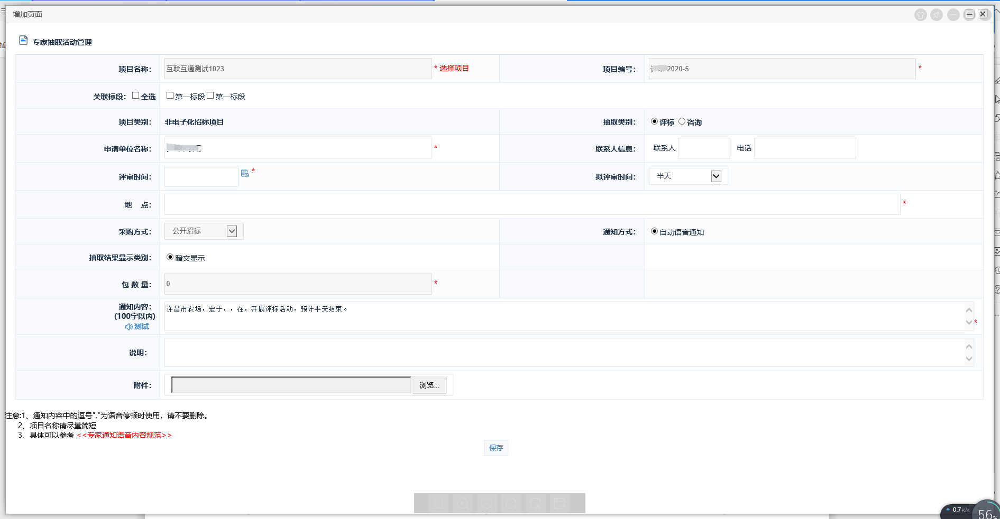 增加页面
专家抽取活动管理
项目名称： 互联互通测试1023 * 选择项目 项目编号： 2020-5 *
关联标段： 全选 第一标段 第一标段
项目类别： 非电子化招标项目 抽取类别： 评标 咨询
申请单位名称： * 联系人信息： 联系人 电话
评审时间： * 拟评审时间： 半天
地 点： *
采购方式： 公开招标 通知方式： 自动语音通知
抽取结果显示类别： 暗文显示
包 数 量： 0 *
通知内容： 许昌市农场，定于，，在，开展评标活动，预计半天结束。
(100字以内)
测试 *
说明：
附件： 浏览...
注意:1、通知内容中的逗号","为语音停顿时使用，请不要删除。
2、项目名称请尽量简短
3、具体可以参考 <<专家通知语音内容规范>>
保存
1:1
0.7K/s
56%